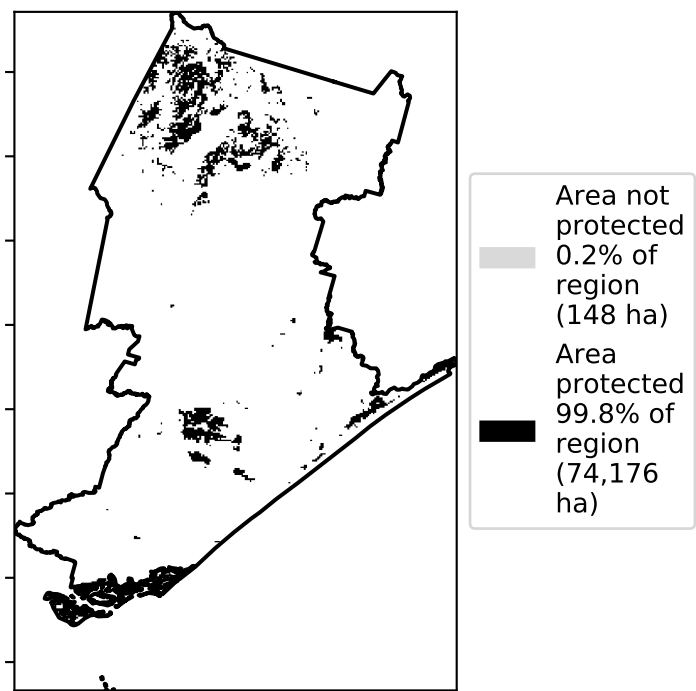 Area not
protected
0.2% of
region
(148 ha)
Area
protected
99.8% of
region
(74,176
ha)